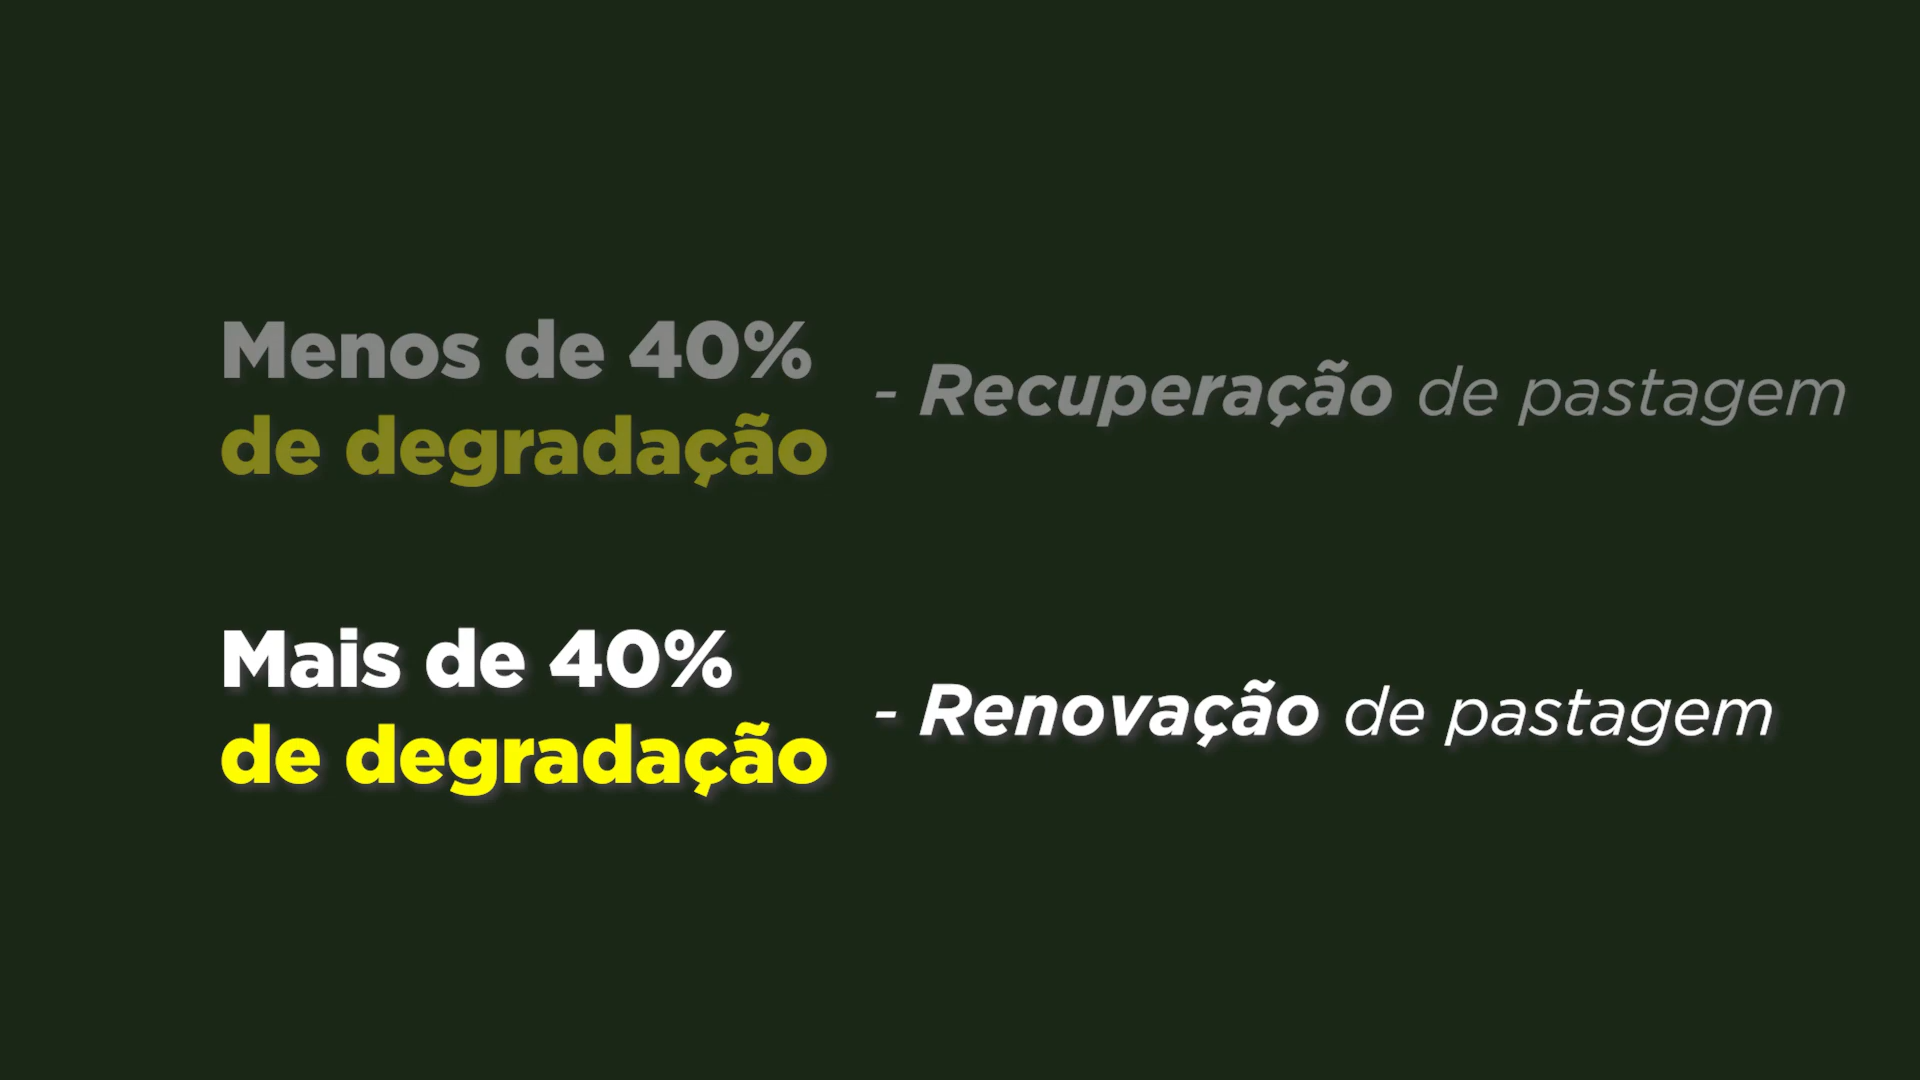 Menos de 40%
de degradação
- Recuperação de pastagem
Mais de 40%
de degradação
- Renovação de pastagem